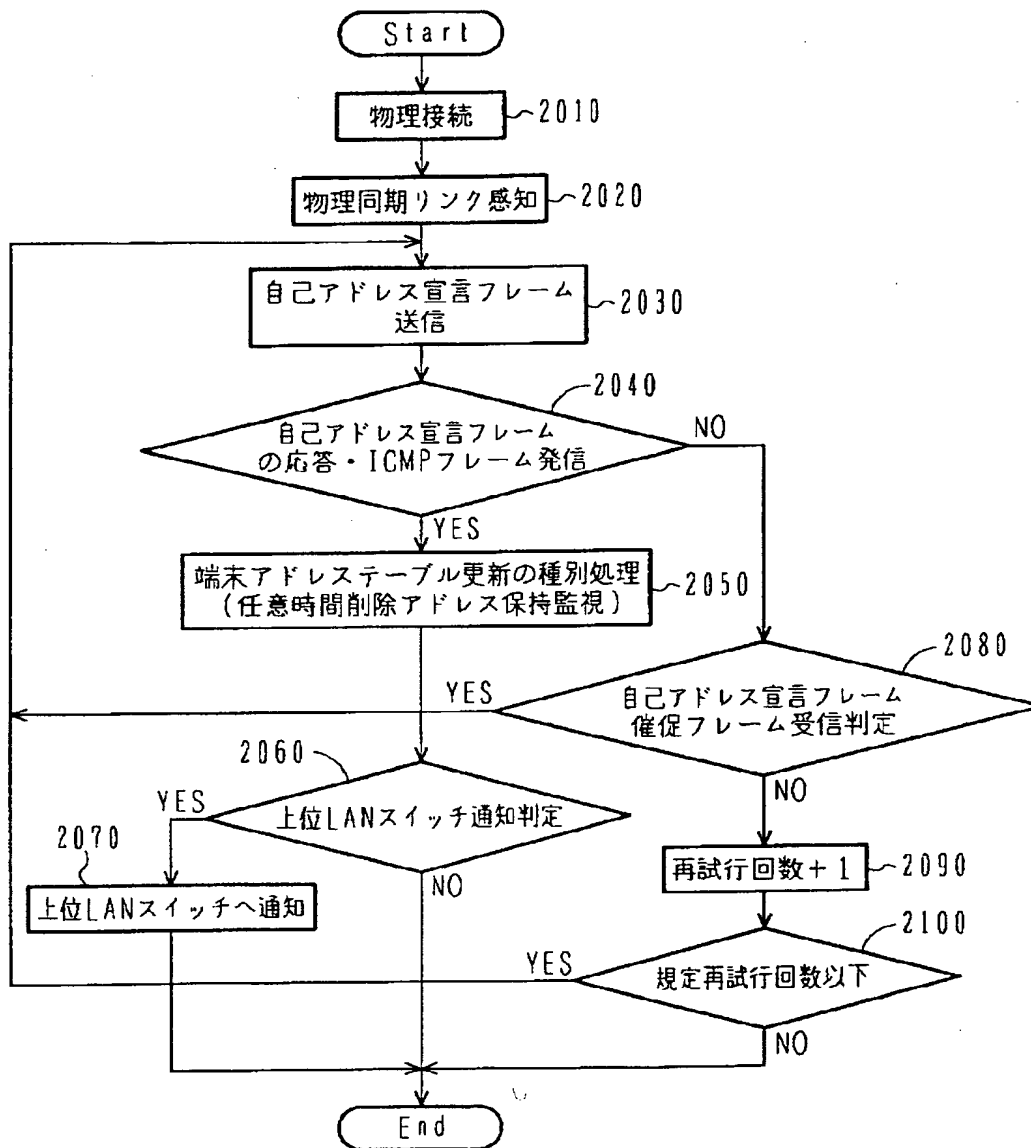 Start
物理接続
2010
物理同期リンク感知
2020
自己アドレス宣言フレーム
送信
2030
2040
自己アドレス宣言フレーム
の応答・ICMPフレーム発信
NO
YES
端末アドレステーブル更新の種別処理
(任意時間削除アドレス保持監視)
2050
2080
YES
自己アドレス宣言フレーム
催促フレーム受信判定
NO
2060
YES
上位LANスイッチ通知判定
NO
2070
上位LANスイッチへ通知
再試行回数+1
2090
2100
YES
規定再試行回数以下
NO
End